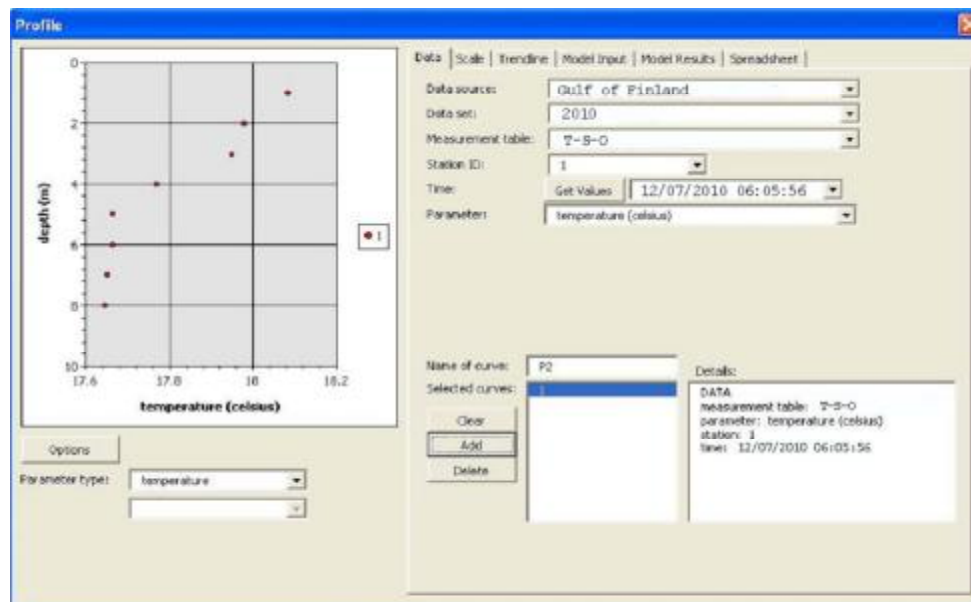 Profile
0
2
4
6
8
10
17.6 17.8 18 18.2
depth (m)
temperature (celsius)
1
Options
Parameter type: temperature
Data Scale Trendline Model Input Model Results Spreadsheet
Data source: Gulf of Finland
Data set: 2010
Measurement table: T-S-O
Station ID: 1
Time: Get Values 12/07/2010 06:05:56
Parameter: temperature (celsius)
Name of curve: P2
Selected curves: 1
Clear
Add
Delete
Details:
DATA
measurement table: T-S-O
parameter: temperature (celsius)
station: 1
time: 12/07/2010 06:05:56